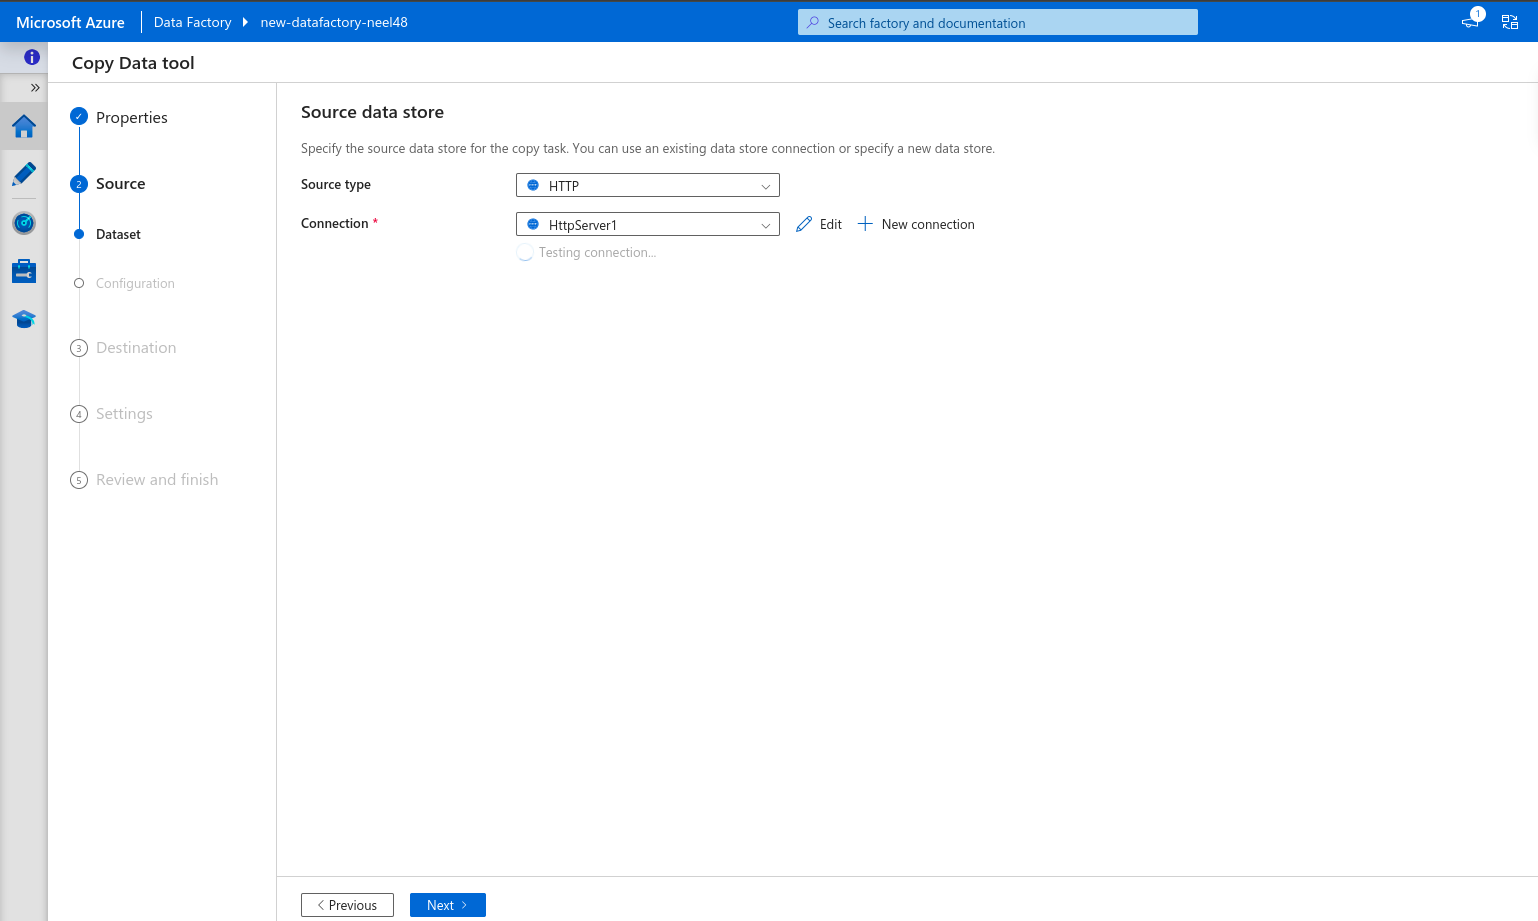 Microsoft Azure
Data Factory
new-datafactory-neel48
Search factory and documentation
1
Copy Data tool
Properties
2
Source
Dataset
Configuration
3
Destination
4
Settings
5
Review and finish
Source data store
Specify the source data store for the copy task. You can use an existing data store connection or specify a new data store.
Source type
HTTP
Connection *
HttpServer1
Edit
New connection
Testing connection...
Previous
Next